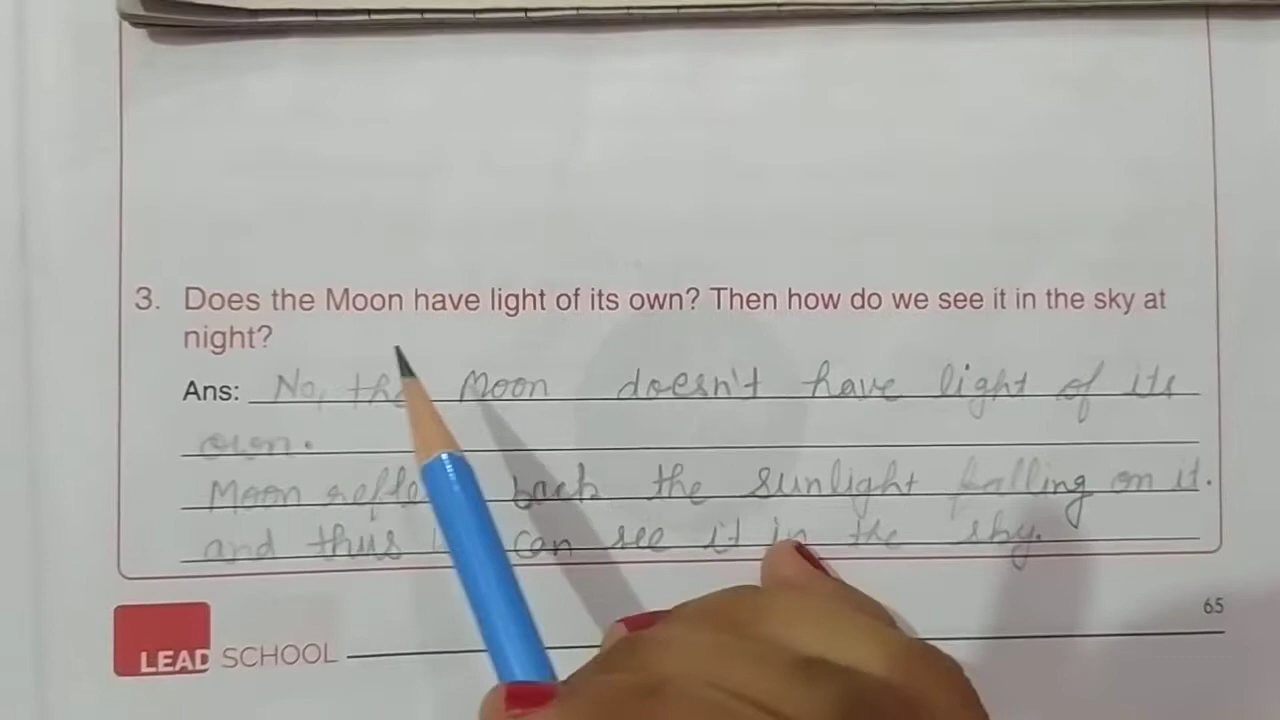 3. Does the Moon have light of its own? Then how do we see it in the sky at
night?
Ans: No, the Moon doesn't have light of its
own.
Moon back the sunlight falling on it.
and thus can see it in the sky.
65
LEAD SCHOOL